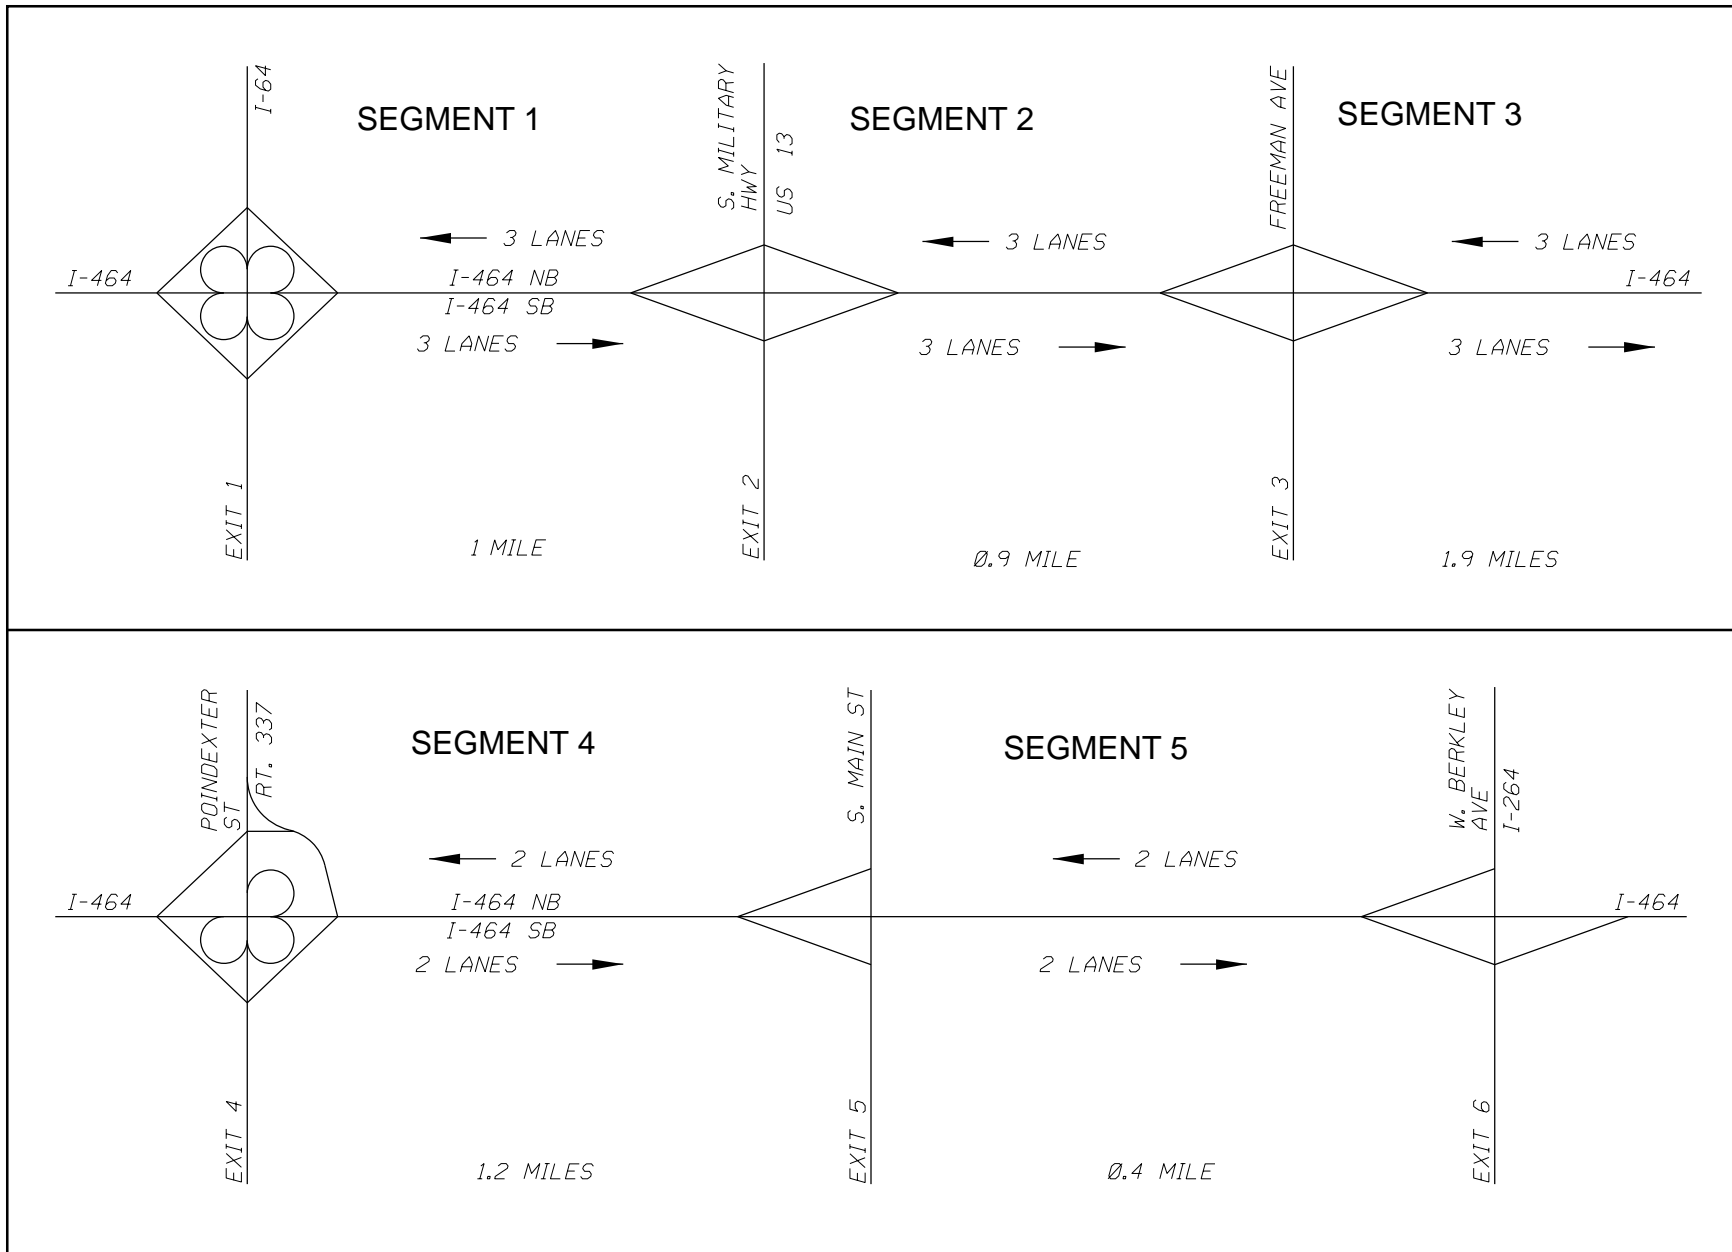 I-64
SEGMENT 1
S. MILITARY
HWY
US 13
SEGMENT 2
FREEMAN AVE
SEGMENT 3
3 LANES
3 LANES
3 LANES
I-464
I-464 NB
I-464 SB
I-464
3 LANES
3 LANES
3 LANES
EXIT 1
1 MILE
EXIT 2
0.9 MILE
EXIT 3
1.9 MILES
POINDEXTER
ST
RT. 337
SEGMENT 4
S. MAIN ST
SEGMENT 5
W. BERKLEY
AVE
I-264
2 LANES
2 LANES
I-464
I-464 NB
I-464 SB
I-464
2 LANES
2 LANES
EXIT 4
1.2 MILES
EXIT 5
0.4 MILE
EXIT 6